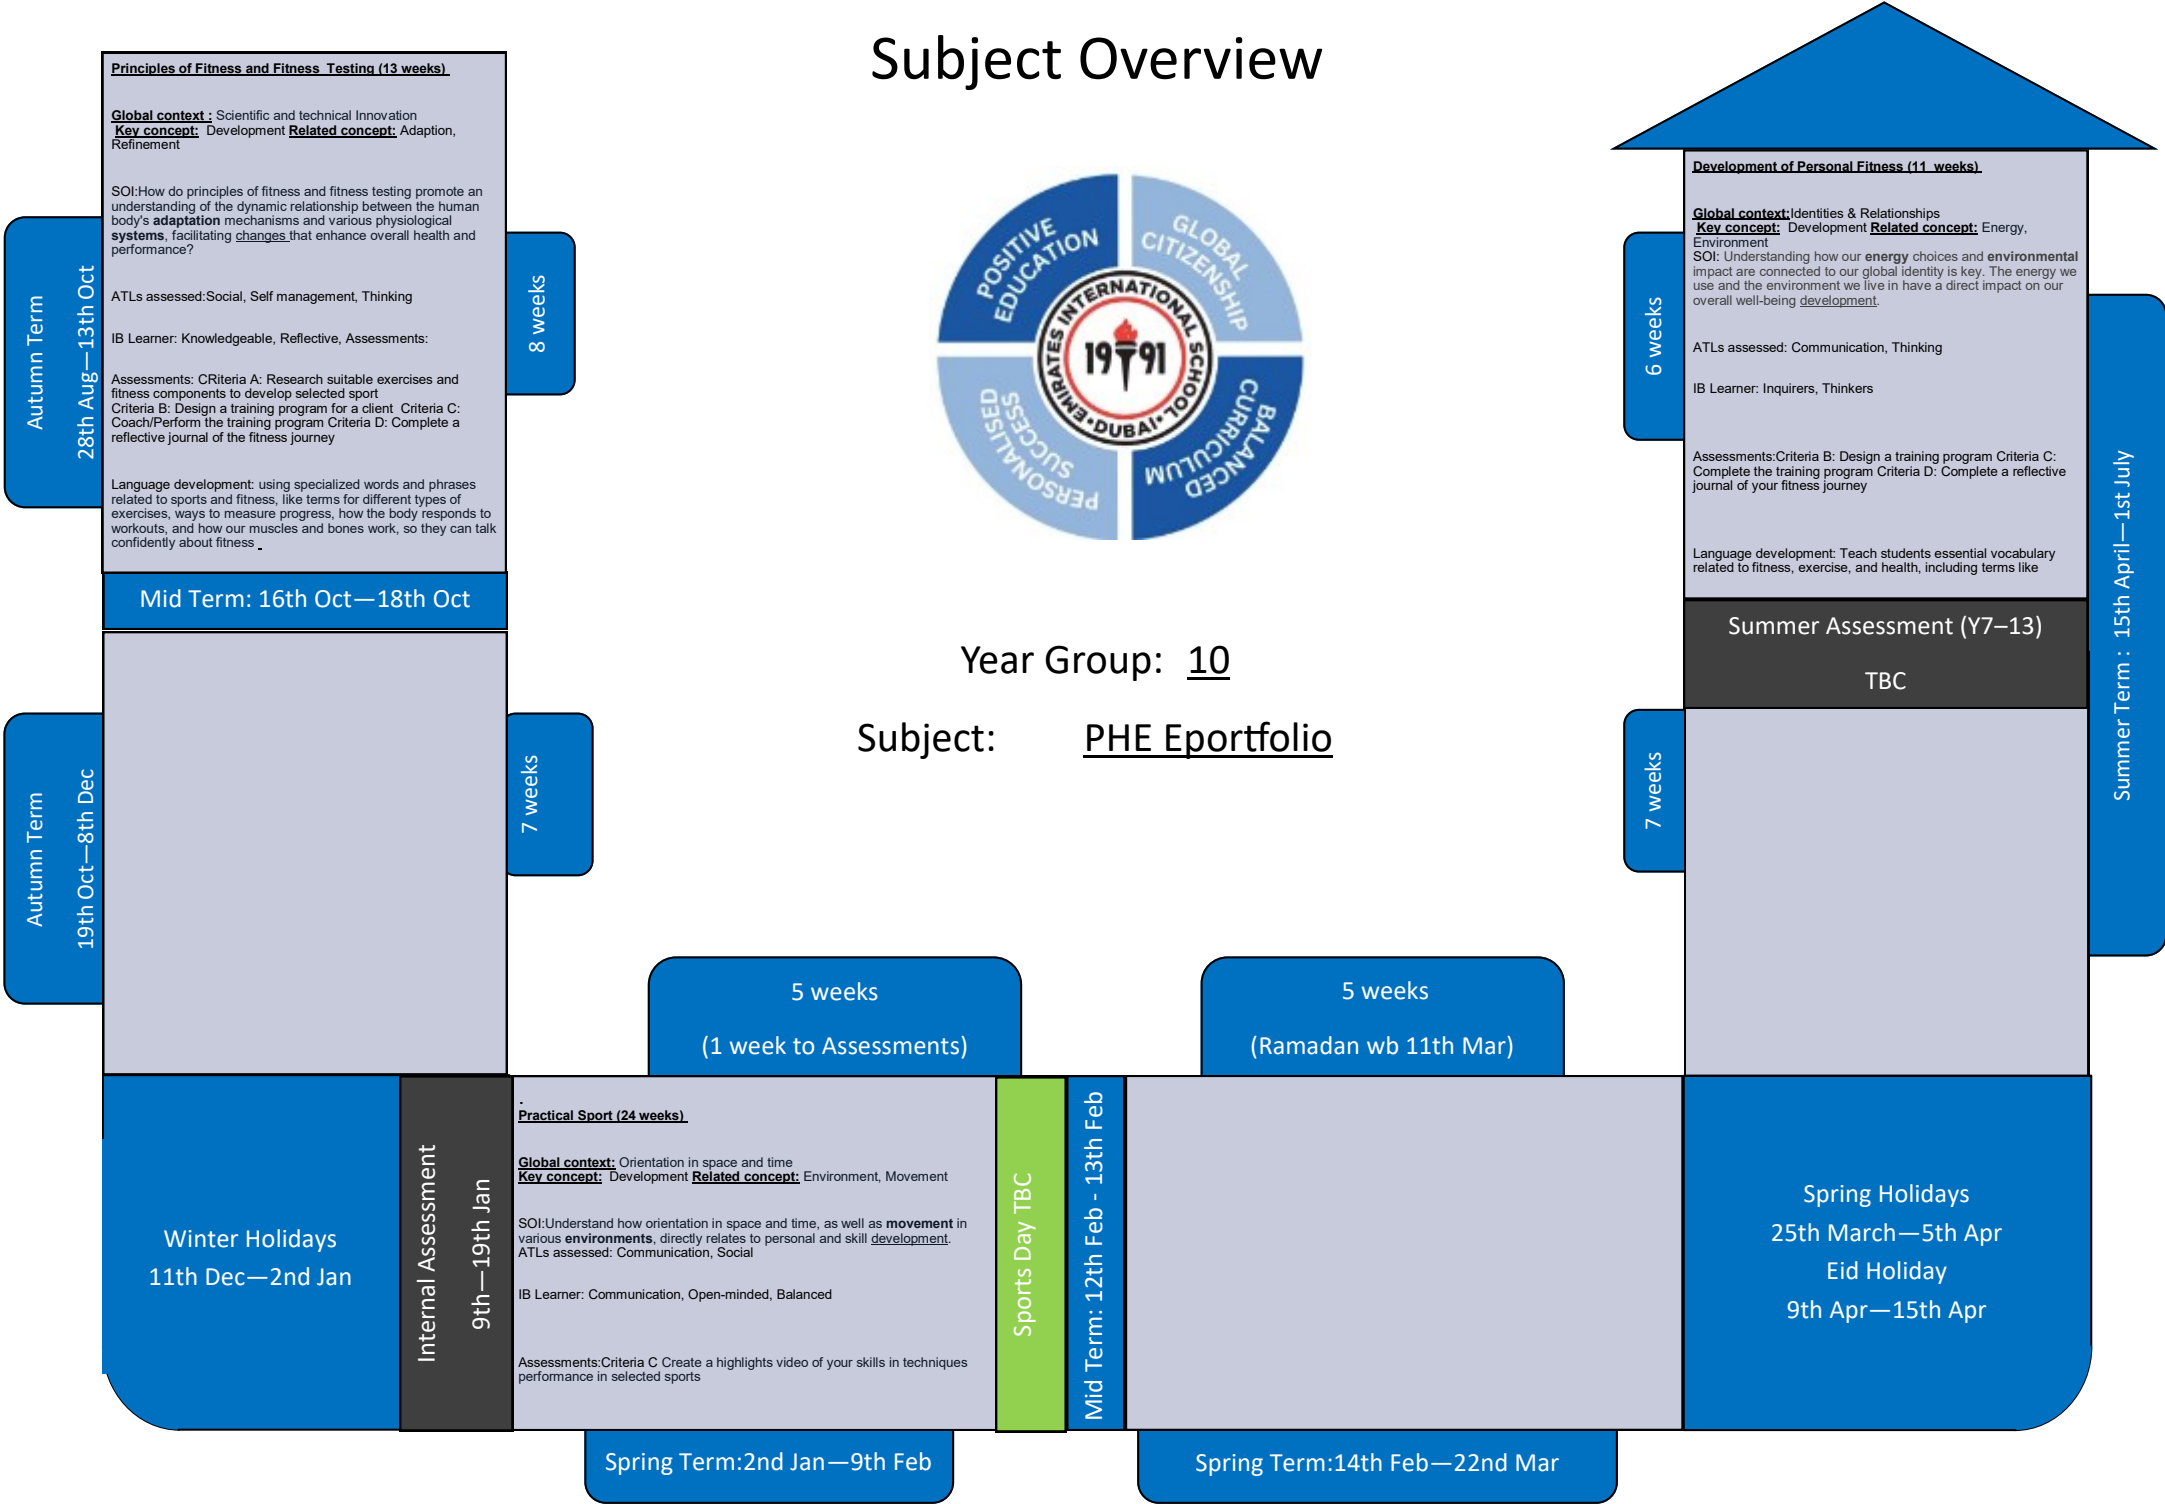 Subject Overview
Principles of Fitness and Fitness Testing (13 weeks)
Global context : Scientific and technical Innovation
Key concept: Development Related concept: Adaption,
Refinement
SOI:How do principles of fitness and fitness testing promote an
understanding of the dynamic relationship between the human
body's adaptation mechanisms and various physiological
systems, facilitating changes that enhance overall health and
performance?
ATLs assessed:Social, Self management, Thinking
IB Learner: Knowledgeable, Reflective, Assessments:
Assessments: CRiteria A: Research suitable exercises and
fitness components to develop selected sport
Criteria B: Design a training program for a client Criteria C:
Coach/Perform the training program Criteria D: Complete a
reflective journal of the fitness journey
Language development: using specialized words and phrases
related to sports and fitness, like terms for different types of
exercises, ways to measure progress, how the body responds to
workouts, and how our muscles and bones work, so they can talk
confidently about fitness
Autumn Term
28th Aug—13th Oct
8 weeks
Mid Term: 16th Oct—18th Oct
Autumn Term
19th Oct—8th Dec
7 weeks
POSITIVE
EDUCATION
GLOBAL
CITIZENSHIP
PERSONALISED
SUCCESS
BALANCED
CURRICULUM
EMIRATES INTERNATIONAL SCHOOL
•DUBAI•
19 91
Year Group: 10
Subject: PHE Eportfolio
Winter Holidays
11th Dec—2nd Jan
Internal Assessment
9th—19th Jan
5 weeks
(1 week to Assessments)
.
Practical Sport (24 weeks)
Global context: Orientation in space and time
Key concept: Development Related concept: Environment, Movement
SOI:Understand how orientation in space and time, as well as movement in
various environments, directly relates to personal and skill development.
ATLs assessed: Communication, Social
IB Learner: Communication, Open-minded, Balanced
Assessments:Criteria C Create a highlights video of your skills in techniques
performance in selected sports
Spring Term:2nd Jan—9th Feb
Sports Day TBC
Mid Term: 12th Feb - 13th Feb
5 weeks
(Ramadan wb 11th Mar)
Spring Term:14th Feb—22nd Mar
Spring Holidays
25th March—5th Apr
Eid Holiday
9th Apr—15th Apr
Development of Personal Fitness (11 weeks)
Global context:Identities & Relationships
Key concept: Development Related concept: Energy,
Environment
SOI: Understanding how our energy choices and environmental
impact are connected to our global identity is key. The energy we
use and the environment we live in have a direct impact on our
overall well-being development.
ATLs assessed: Communication, Thinking
IB Learner: Inquirers, Thinkers
Assessments:Criteria B: Design a training program Criteria C:
Complete the training program Criteria D: Complete a reflective
journal of your fitness journey
Language development: Teach students essential vocabulary
related to fitness, exercise, and health, including terms like
6 weeks
Summer Assessment (Y7–13)
TBC
7 weeks
Summer Term : 15th April—1st July